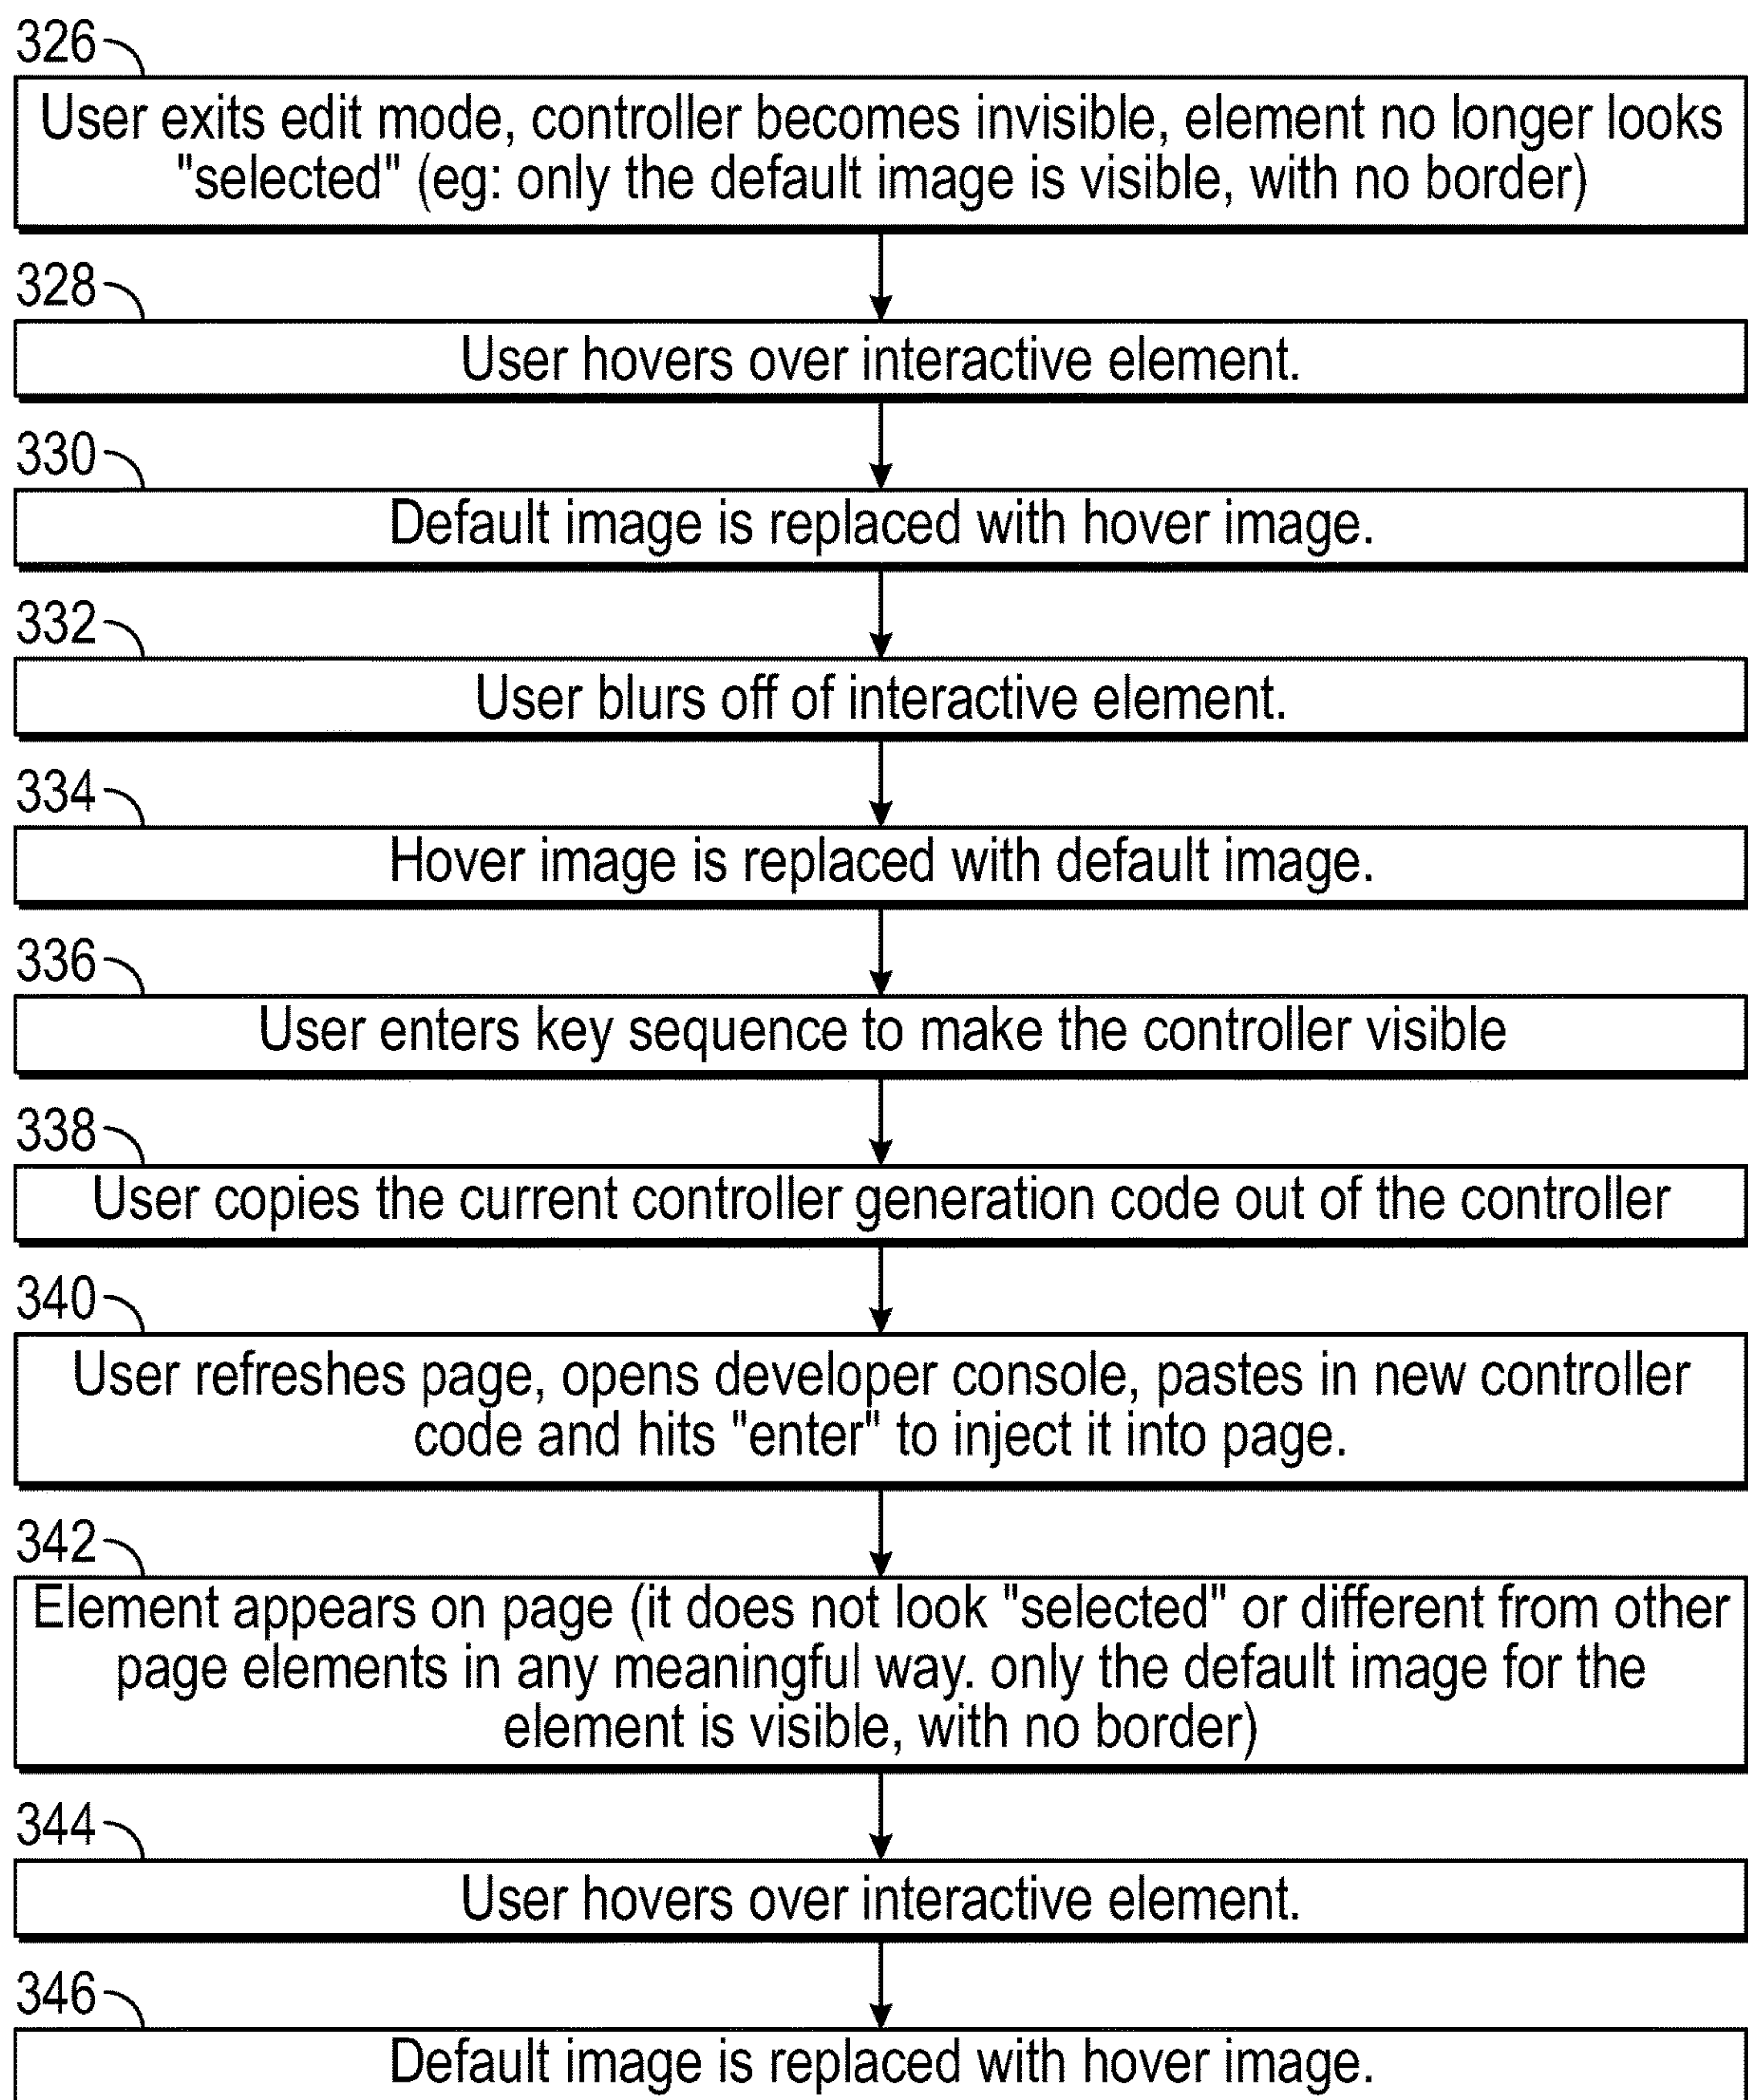 326
User exits edit mode, controller becomes invisible, element no longer looks
"selected" (eg: only the default image is visible, with no border)
328
User hovers over interactive element.
330
Default image is replaced with hover image.
332
User blurs off of interactive element.
334
Hover image is replaced with default image.
336
User enters key sequence to make the controller visible
338
User copies the current controller generation code out of the controller
340
User refreshes page, opens developer console, pastes in new controller
code and hits "enter" to inject it into page.
342
Element appears on page (it does not look "selected" or different from other
page elements in any meaningful way. only the default image for the
element is visible, with no border)
344
User hovers over interactive element.
346
Default image is replaced with hover image.